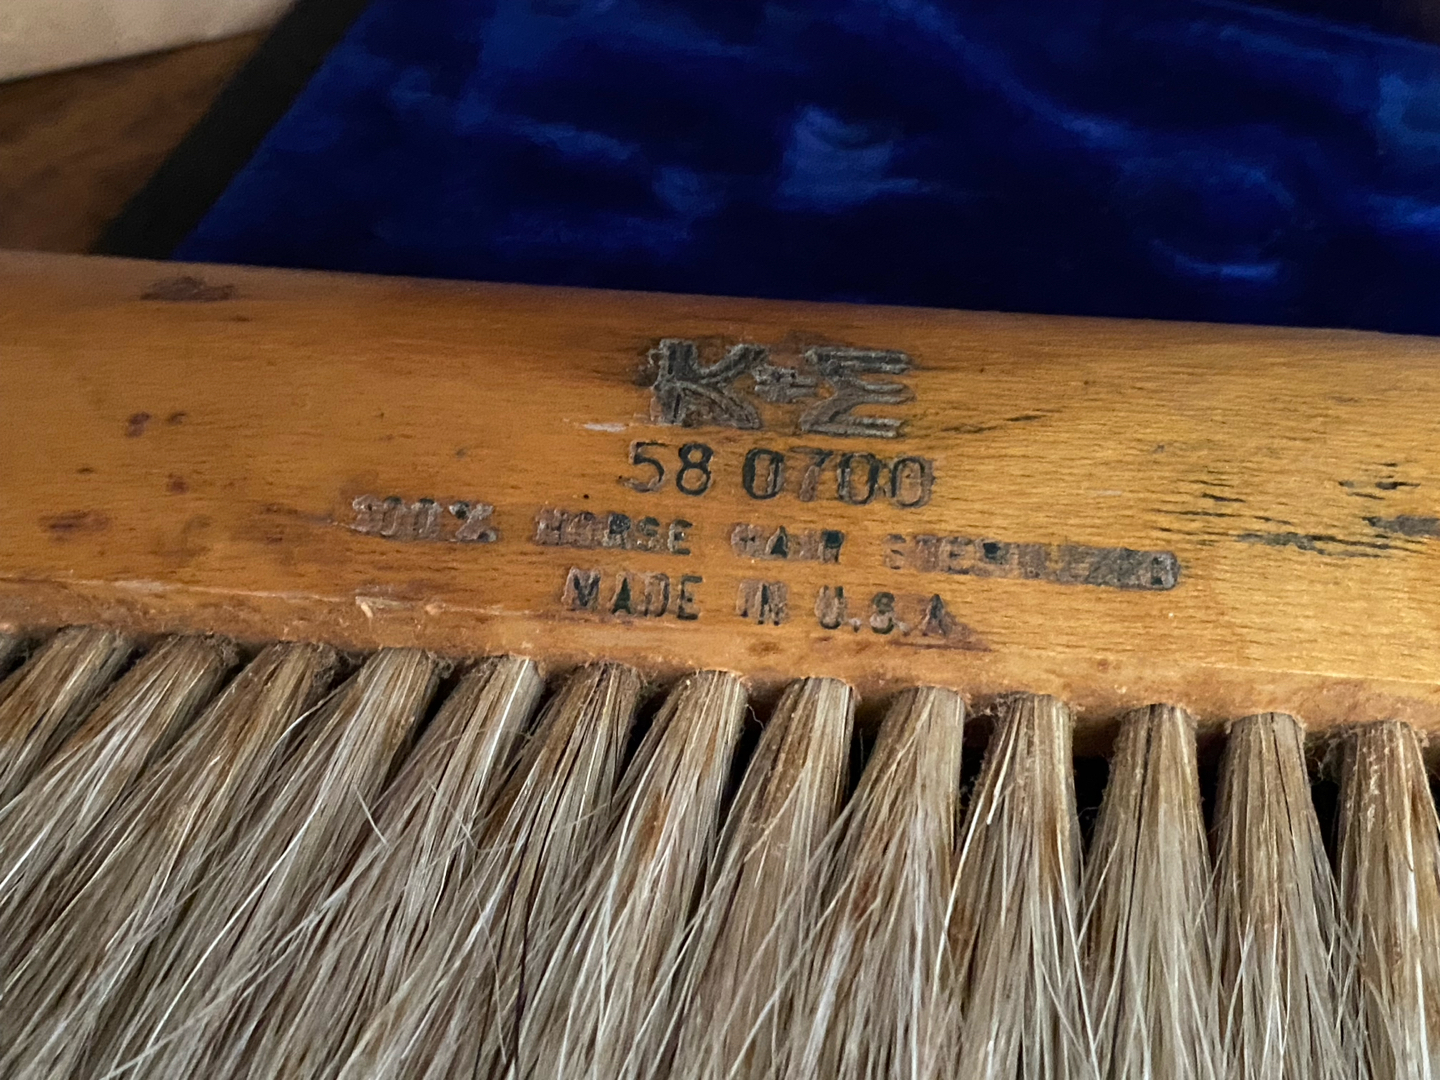 K+E
58 0700
100% HORSE HAIR STERILIZED
MADE IN U.S.A